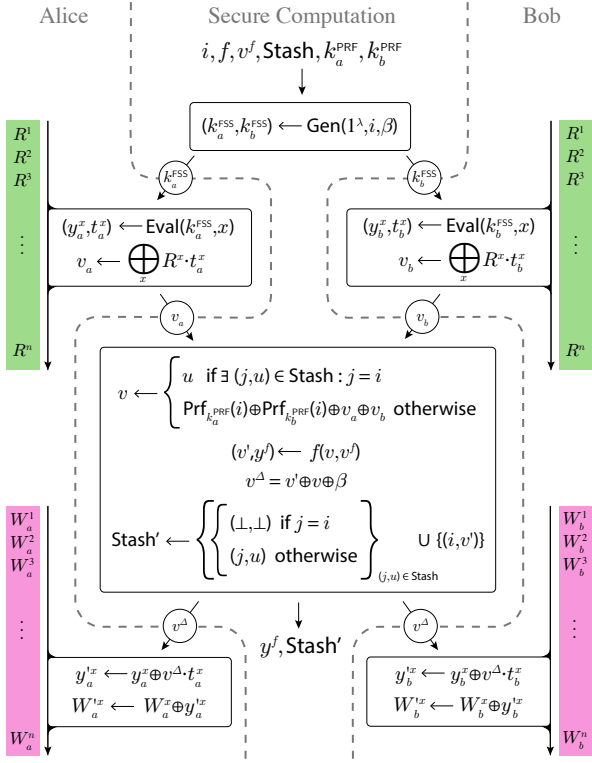 Alice Secure Computation Bob
i, f, v^f, Stash, k_a^PRF, k_b^PRF
(k_a^FSS, k_b^FSS) ← Gen(1^λ, i, β)
R^1
R^2
R^3
⋮
R^n
R^1
R^2
R^3
⋮
R^n
k_a^FSS
k_b^FSS
(y_a^x, t_a^x) ← Eval(k_a^FSS, x)
v_a ← ⊕_x R^x · t_a^x
(y_b^x, t_b^x) ← Eval(k_b^FSS, x)
v_b ← ⊕_x R^x · t_b^x
v_a
v_b
v ← { u if ∃ (j,u) ∈ Stash : j = i
Prf_{k_a^PRF}(i) ⊕ Prf_{k_b^PRF}(i) ⊕ v_a ⊕ v_b otherwise
(v', y^f) ← f(v, v^f)
v^Δ = v' ⊕ v ⊕ β
Stash' ← { { (⊥,⊥) if j = i
(j,u) otherwise } _{(j,u) ∈ Stash} ∪ {(i,v')}
W_a^1
W_a^2
W_a^3
⋮
W_a^n
W_b^1
W_b^2
W_b^3
⋮
W_b^n
v^Δ
v^Δ
y^f, Stash'
y'_a^x ← y_a^x ⊕ v^Δ · t_a^x
W'_a^x ← W_a^x ⊕ y'_a^x
y'_b^x ← y_b^x ⊕ v^Δ · t_b^x
W'_b^x ← W_b^x ⊕ y'_b^x